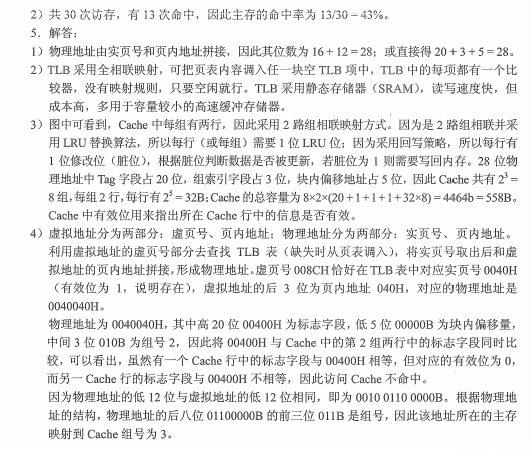 2）共 30 次访存，有 13 次命中，因此主存的命中率为 13/30 = 43%。
5．解答：
1）物理地址由实页号和页内地址拼接，因此其位数为 16 + 12 = 28；或直接得 20 + 3 + 5 = 28。
2）TLB 采用全相联映射，可把页表内容调入任一块空 TLB 项中，TLB 中的每项都有一个比
较器，没有映射规则，只要空闲就行。TLB 采用静态存储器（SRAM），读写速度快，但
成本高，多用于容量较小的高速缓冲存储器。
3）图中可看到，Cache 中每组有两行，因此采用 2 路组相联映射方式。因为是 2 路组相联并采
用 LRU 替换算法，所以每行（或每组）需要 1 位 LRU 位；因为采用回写策略，所以每行有
1 位修改位（脏位），根据脏位判断数据是否被更新，若脏位为 1 则需要写回内存。28 位物
理地址中 Tag 字段占 20 位，组索引字段占 3 位，块内偏移地址占 5 位，因此 Cache 共有 2³ =
8 组，每组 2 行，每行有 2⁵ = 32B；Cache 的总容量为 8×2×(20 + 1 + 1 + 1 + 32×8) = 4464b = 558B。
Cache 中有效位用来指出所在 Cache 行中的信息是否有效。
4）虚拟地址分为两部分：虚页号、页内地址；物理地址分为两部分：实页号、页内地址。
利用虚拟地址的虚页号部分去查找 TLB 表（缺失时从页表调入），将实页号取出后和虚
拟地址的页内地址拼接，形成物理地址。虚页号 008CH 恰好在 TLB 表中对应实页号 0040H
（有效位为 1，说明存在），虚拟地址的后 3 位为页内地址 040H，对应的物理地址是
0040040H。
物理地址为 0040040H，其中高 20 位 00400H 为标志字段，低 5 位 00000B 为块内偏移量，
中间 3 位 010B 为组号 2，因此将 00400H 与 Cache 中的第 2 组两行中的标志字段同时比
较，可以看出，虽然有一个 Cache 行中的标志字段与 00400H 相等，但对应的有效位为 0，
而另一 Cache 行的标志字段与 00400H 不相等，因此访问 Cache 不命中。
因为物理地址的低 12 位与虚拟地址的低 12 位相同，即为 0010 0110 0000B。根据物理地
址的结构，物理地址的后八位 01100000B 的前三位 011B 是组号，因此该地址所在的主存
映射到 Cache 组号为 3。